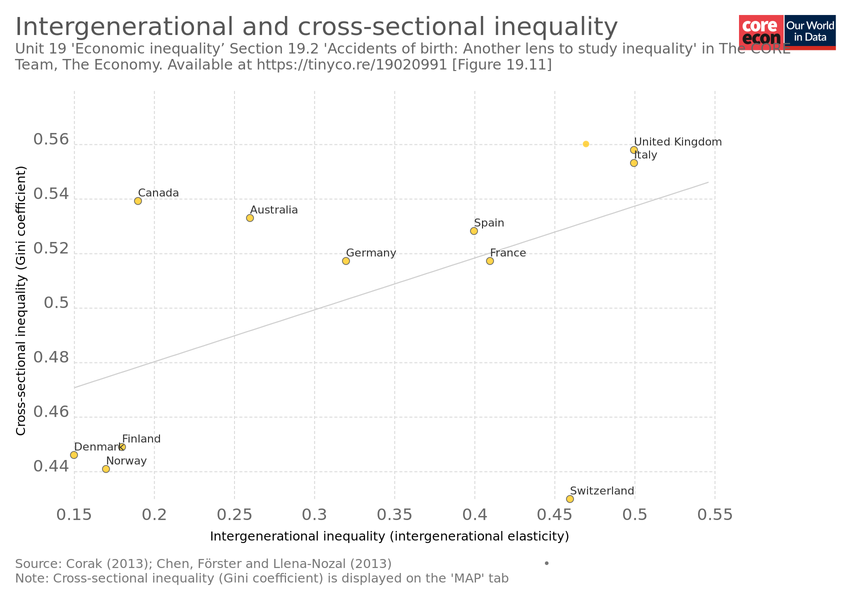 Intergenerational and cross-sectional inequality
Unit 19 'Economic inequality’ Section 19.2 'Accidents of birth: Another lens to study inequality' in The CORE
Team, The Economy. Available at https://tinyco.re/19020991 [Figure 19.11]
core
econ
Our World
in Data
Cross-sectional inequality (Gini coefficient)
0.56
0.54
0.52
0.5
0.48
0.46
0.44
United Kingdom
Italy
Canada
Australia
Spain
Germany
France
Finland
Denmark
Norway
Switzerland
0.15
0.2
0.25
0.3
0.35
0.4
0.45
0.5
0.55
Intergenerational inequality (intergenerational elasticity)
Source: Corak (2013); Chen, Förster and Llena-Nozal (2013)
Note: Cross-sectional inequality (Gini coefficient) is displayed on the 'MAP' tab